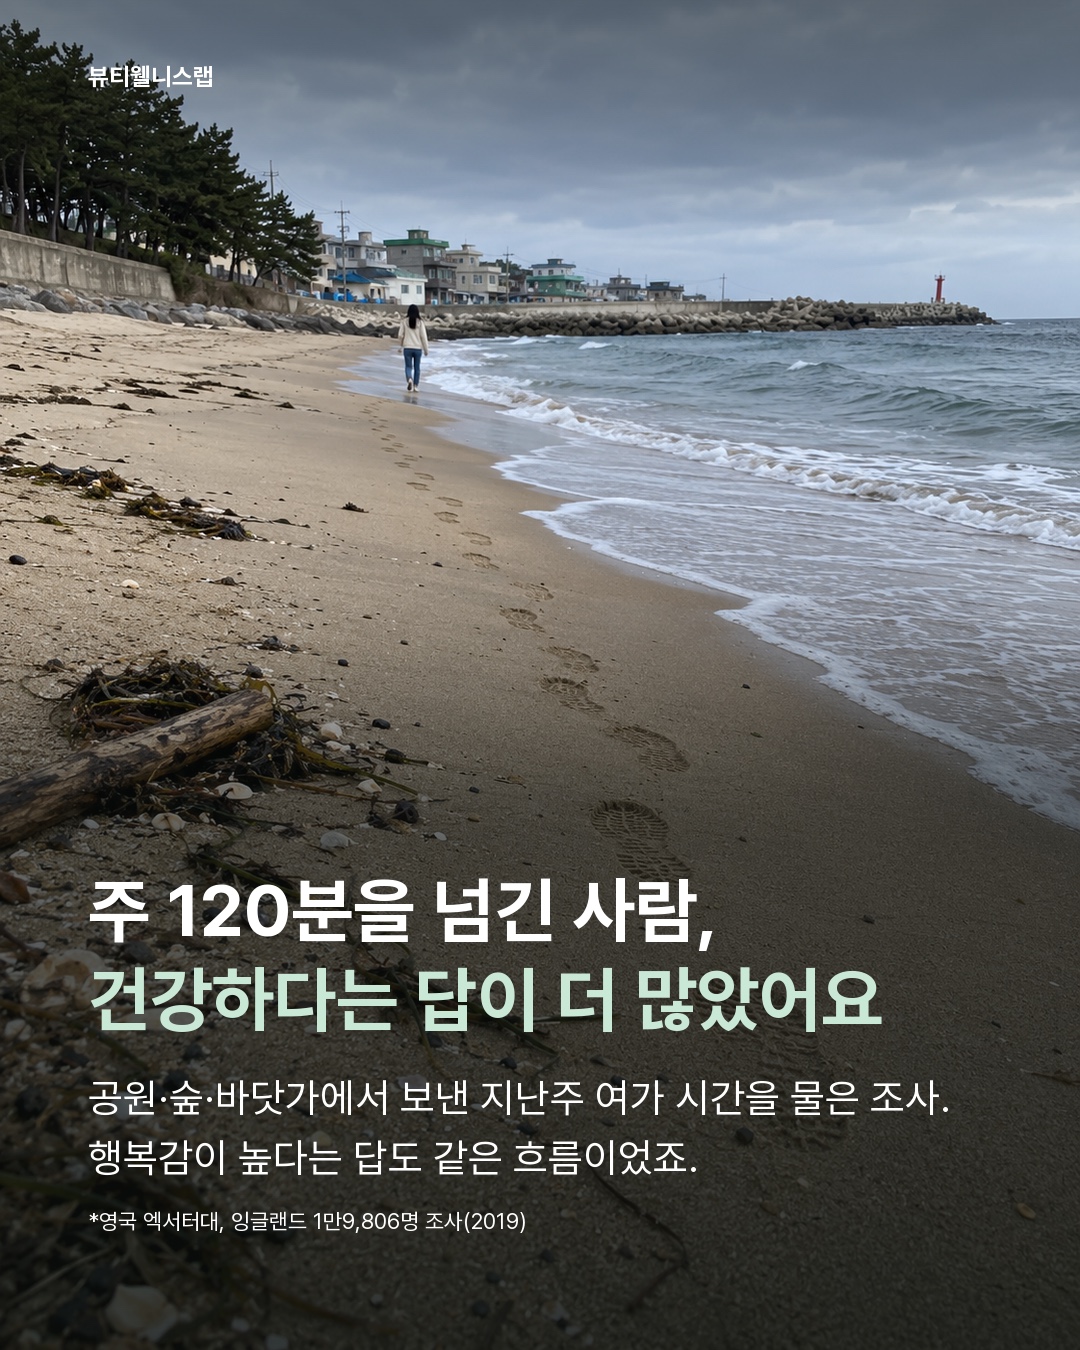 뷰티웰니스랩
주 120분을 넘긴 사람,
건강하다는 답이 더 많았어요
공원·숲·바닷가에서 보낸 지난주 여가 시간을 물은 조사.
행복감이 높다는 답도 같은 흐름이었죠.
*영국 엑서터대, 잉글랜드 1만9,806명 조사(2019)